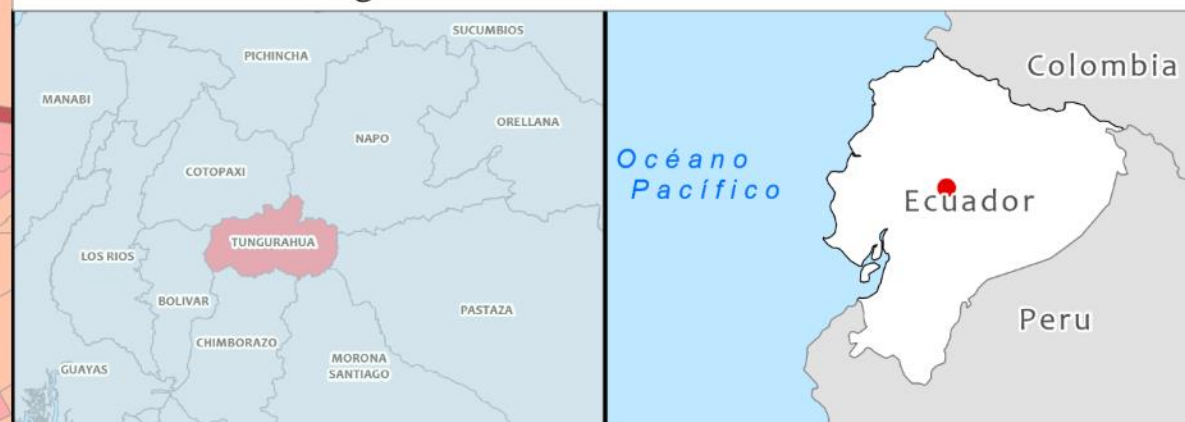 SUCUMBIOS
PICHINCHA
MANABI
ORELLANA
NAPO
COTOPAXI
TUNGURAHUA
LOS RIOS
BOLIVAR
PASTAZA
CHIMBORAZO
MORONA
SANTIAGO
GUAYAS
Colombia
Océano
Pacífico
Ecuador
Peru